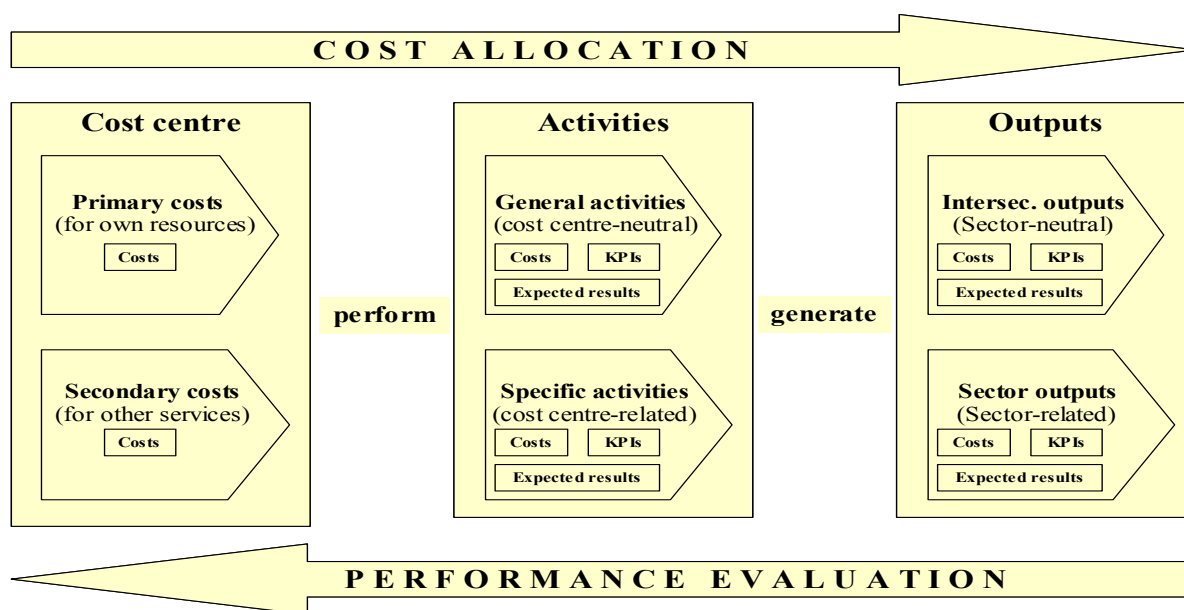 COST ALLOCATION
Cost centre
Primary costs
(for own resources)
Costs
Secondary costs
(for other services)
Costs
perform
Activities
General activities
(cost centre-neutral)
Costs KPIs
Expected results
Specific activities
(cost centre-related)
Costs KPIs
Expected results
generate
Outputs
Intersec. outputs
(Sector-neutral)
Costs KPIs
Expected results
Sector outputs
(Sector-related)
Costs KPIs
Expected results
PERFORMANCE EVALUATION